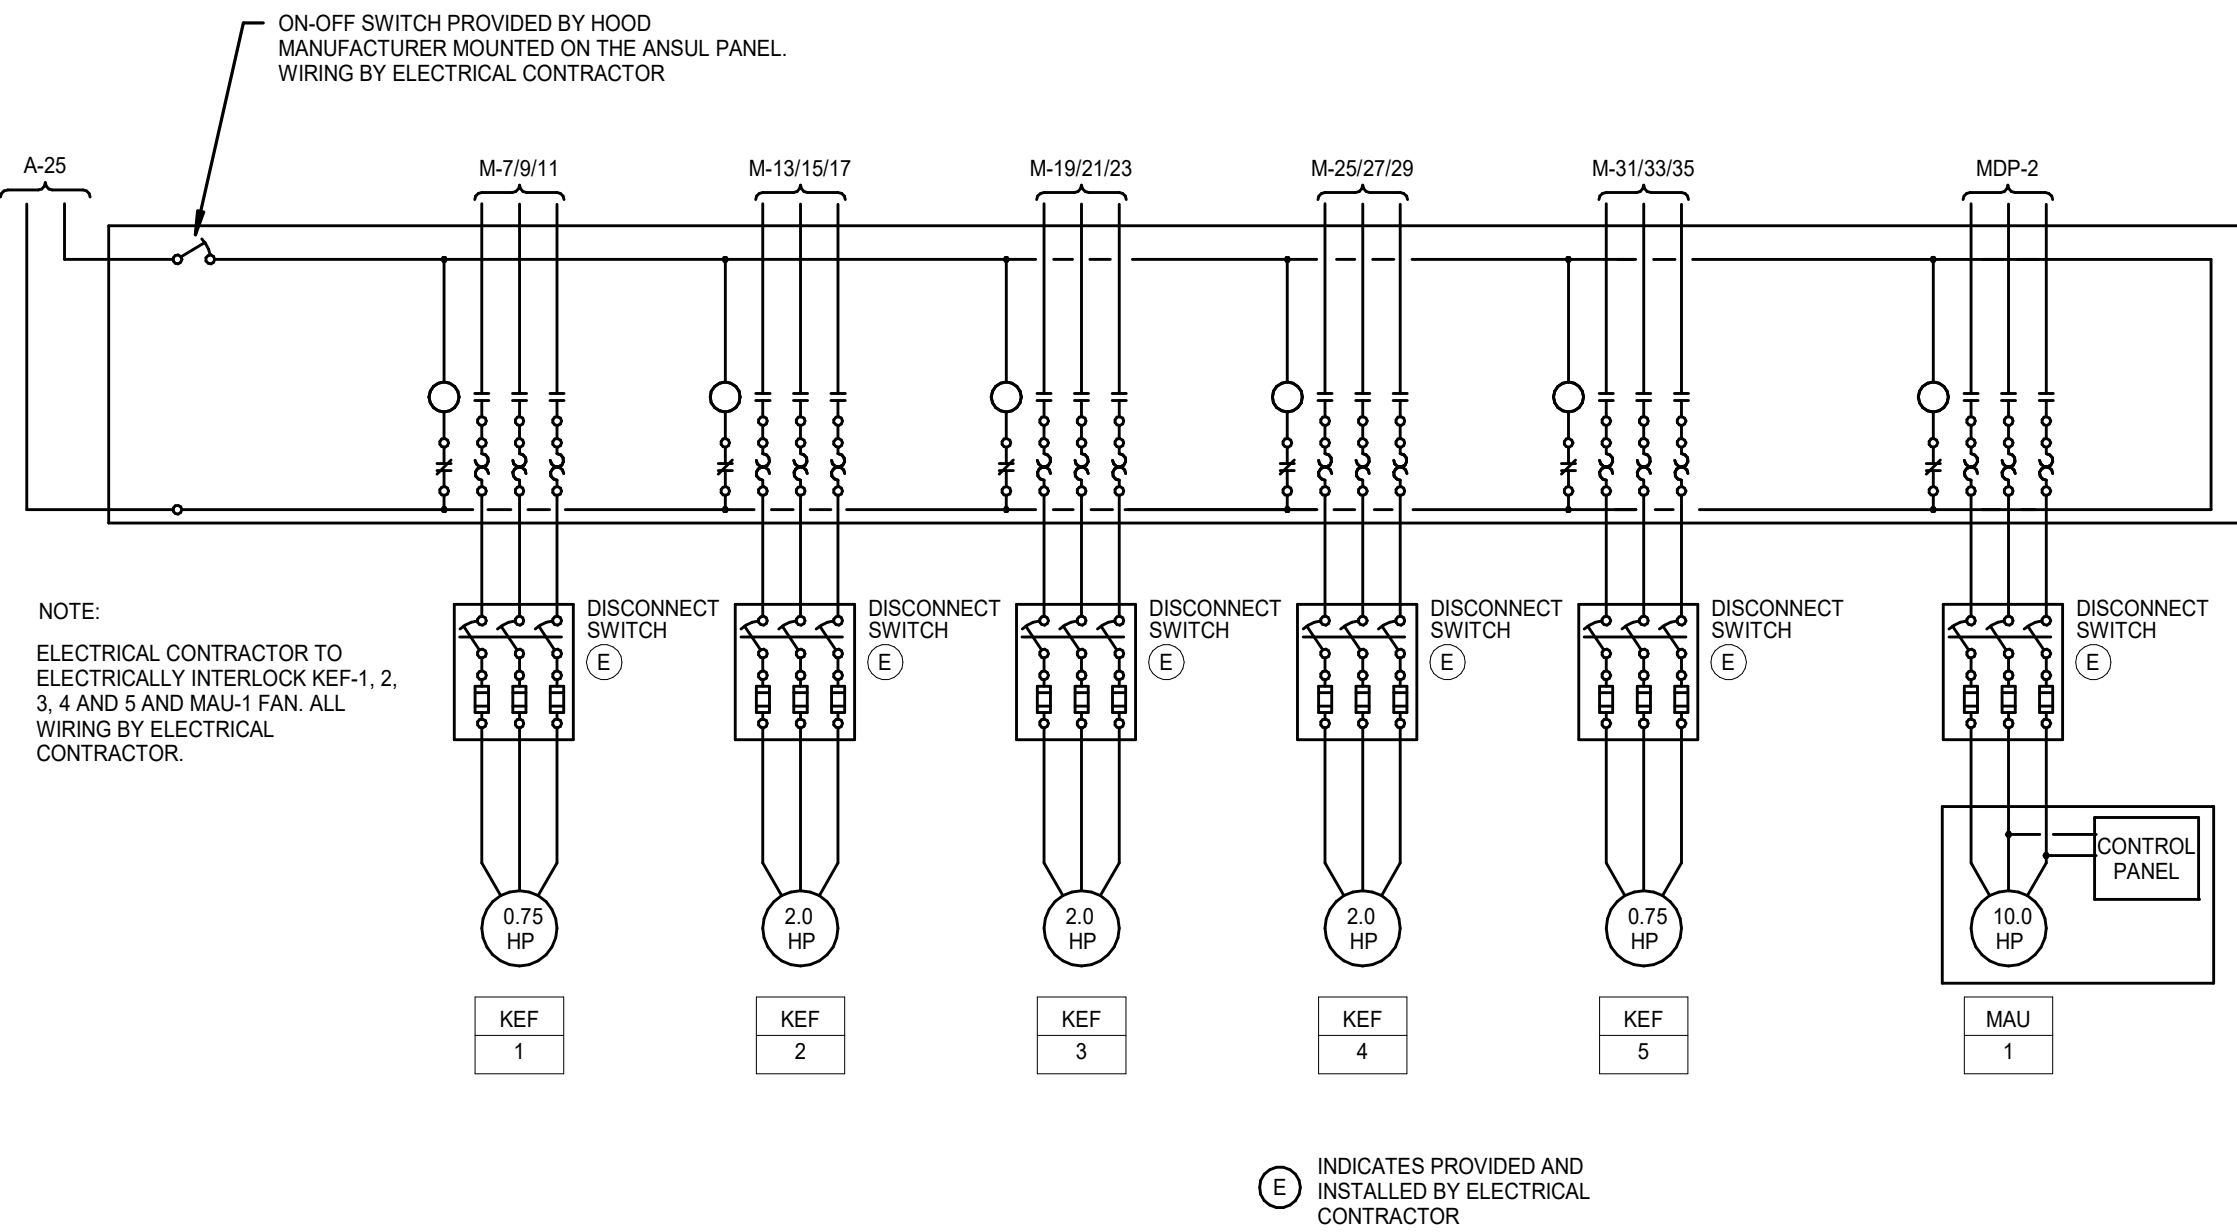 ON-OFF SWITCH PROVIDED BY HOOD
MANUFACTURER MOUNTED ON THE ANSUL PANEL.
WIRING BY ELECTRICAL CONTRACTOR
A-25
M-7/9/11
M-13/15/17
M-19/21/23
M-25/27/29
M-31/33/35
MDP-2
NOTE:
ELECTRICAL CONTRACTOR TO
ELECTRICALLY INTERLOCK KEF-1, 2,
3, 4 AND 5 AND MAU-1 FAN. ALL
WIRING BY ELECTRICAL
CONTRACTOR.
DISCONNECT
SWITCH
E
DISCONNECT
SWITCH
E
DISCONNECT
SWITCH
E
DISCONNECT
SWITCH
E
DISCONNECT
SWITCH
E
DISCONNECT
SWITCH
E
CONTROL
PANEL
0.75
HP
2.0
HP
2.0
HP
2.0
HP
0.75
HP
10.0
HP
KEF
1
KEF
2
KEF
3
KEF
4
KEF
5
MAU
1
E
INDICATES PROVIDED AND
INSTALLED BY ELECTRICAL
CONTRACTOR